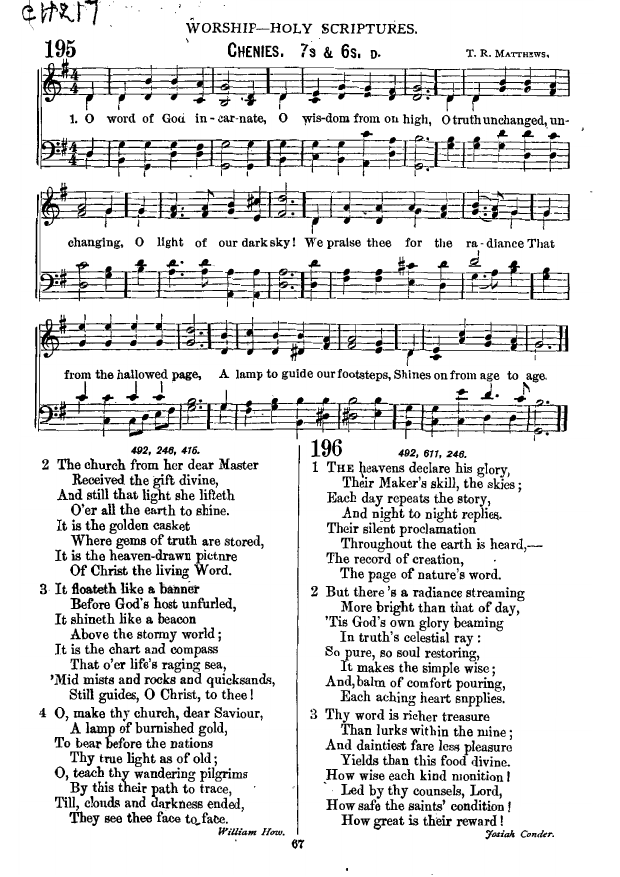 CH217
WORSHIP—HOLY SCRIPTURES.
195 CHENIES. 7s & 6s, D. T. R. MATTHEWS.
1. O word of God in-car-nate, O wis-dom from on high, O truth unchanged, un-
changing, O light of our dark sky! We praise thee for the ra-diance That
from the hallowed page, A lamp to guide our footsteps, Shines on from age to age.
492, 246, 415.
2 The church from her dear Master
Received the gift divine,
And still that light she lifteth
O'er all the earth to shine.
It is the golden casket
Where gems of truth are stored,
It is the heaven-drawn picture
Of Christ the living Word.
3 It floateth like a banner
Before God's host unfurled,
It shineth like a beacon
Above the stormy world;
It is the chart and compass
That o'er life's raging sea,
'Mid mists and rocks and quicksands,
Still guides, O Christ, to thee!
4 O, make thy church, dear Saviour,
A lamp of burnished gold,
To bear before the nations
Thy true light as of old;
O, teach thy wandering pilgrims
By this their path to trace,
Till, clouds and darkness ended,
They see thee face to face.
William How.
196 492, 611, 246.
1 THE heavens declare his glory,
Their Maker's skill, the skies;
Each day repeats the story,
And night to night replies.
Their silent proclamation
Throughout the earth is heard,—
The record of creation,
The page of nature's word.
2 But there's a radiance streaming
More bright than that of day,
'Tis God's own glory beaming
In truth's celestial ray:
So pure, so soul restoring,
It makes the simple wise;
And, balm of comfort pouring,
Each aching heart supplies.
3 Thy word is richer treasure
Than lurks within the mine;
And daintiest fare less pleasure
Yields than this food divine.
How wise each kind monition!
Led by thy counsels, Lord,
How safe the saints' condition!
How great is their reward!
Josiah Conder.
67